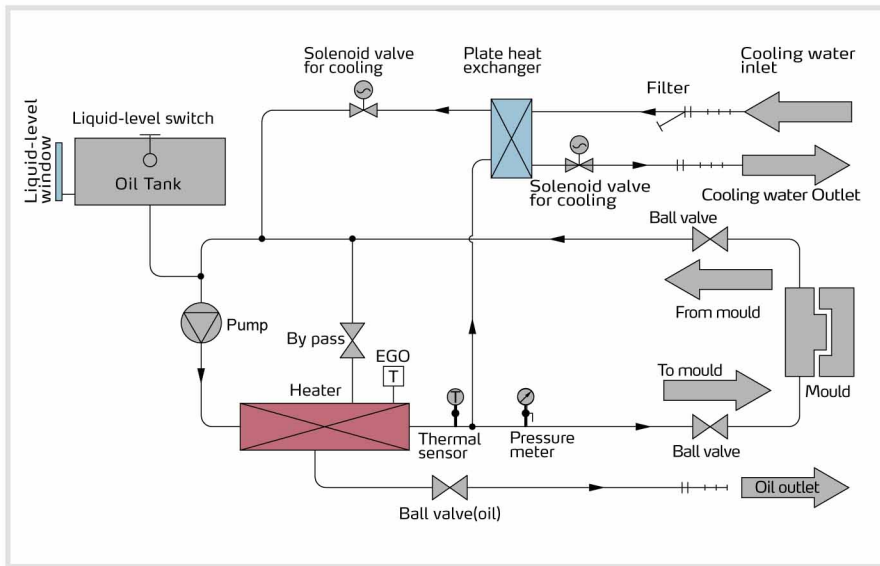 Solenoid valve
for cooling
Plate heat
exchanger
Cooling water
inlet
Filter
Liquid-level switch
Liquid-level
window
Oil Tank
Solenoid valve
for cooling
Cooling water Outlet
Ball valve
From mould
Pump
By pass
EGO
T
Heater
T
To mould
Mould
Thermal
sensor
Pressure
meter
Ball valve
Ball valve(oil)
Oil outlet